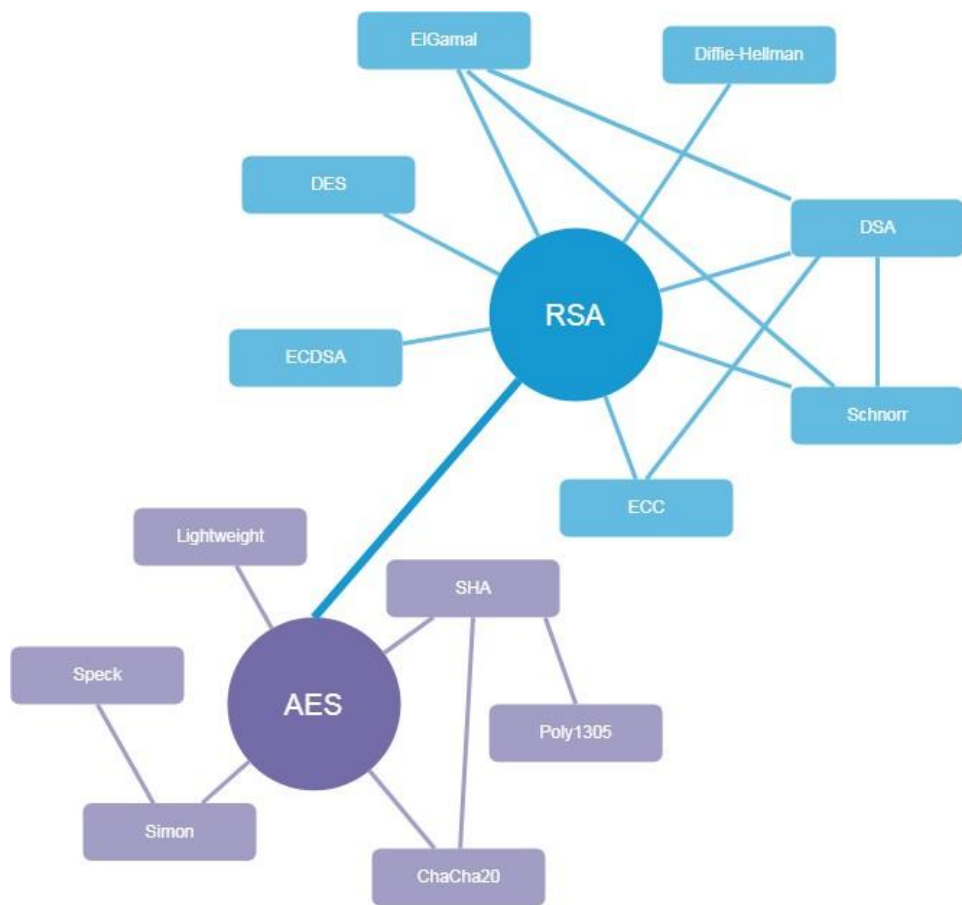 ElGamal
Diffie-Hellman
DES
DSA
RSA
ECDSA
Schnorr
ECC
Lightweight
SHA
Speck
AES
Poly1305
Simon
ChaCha20